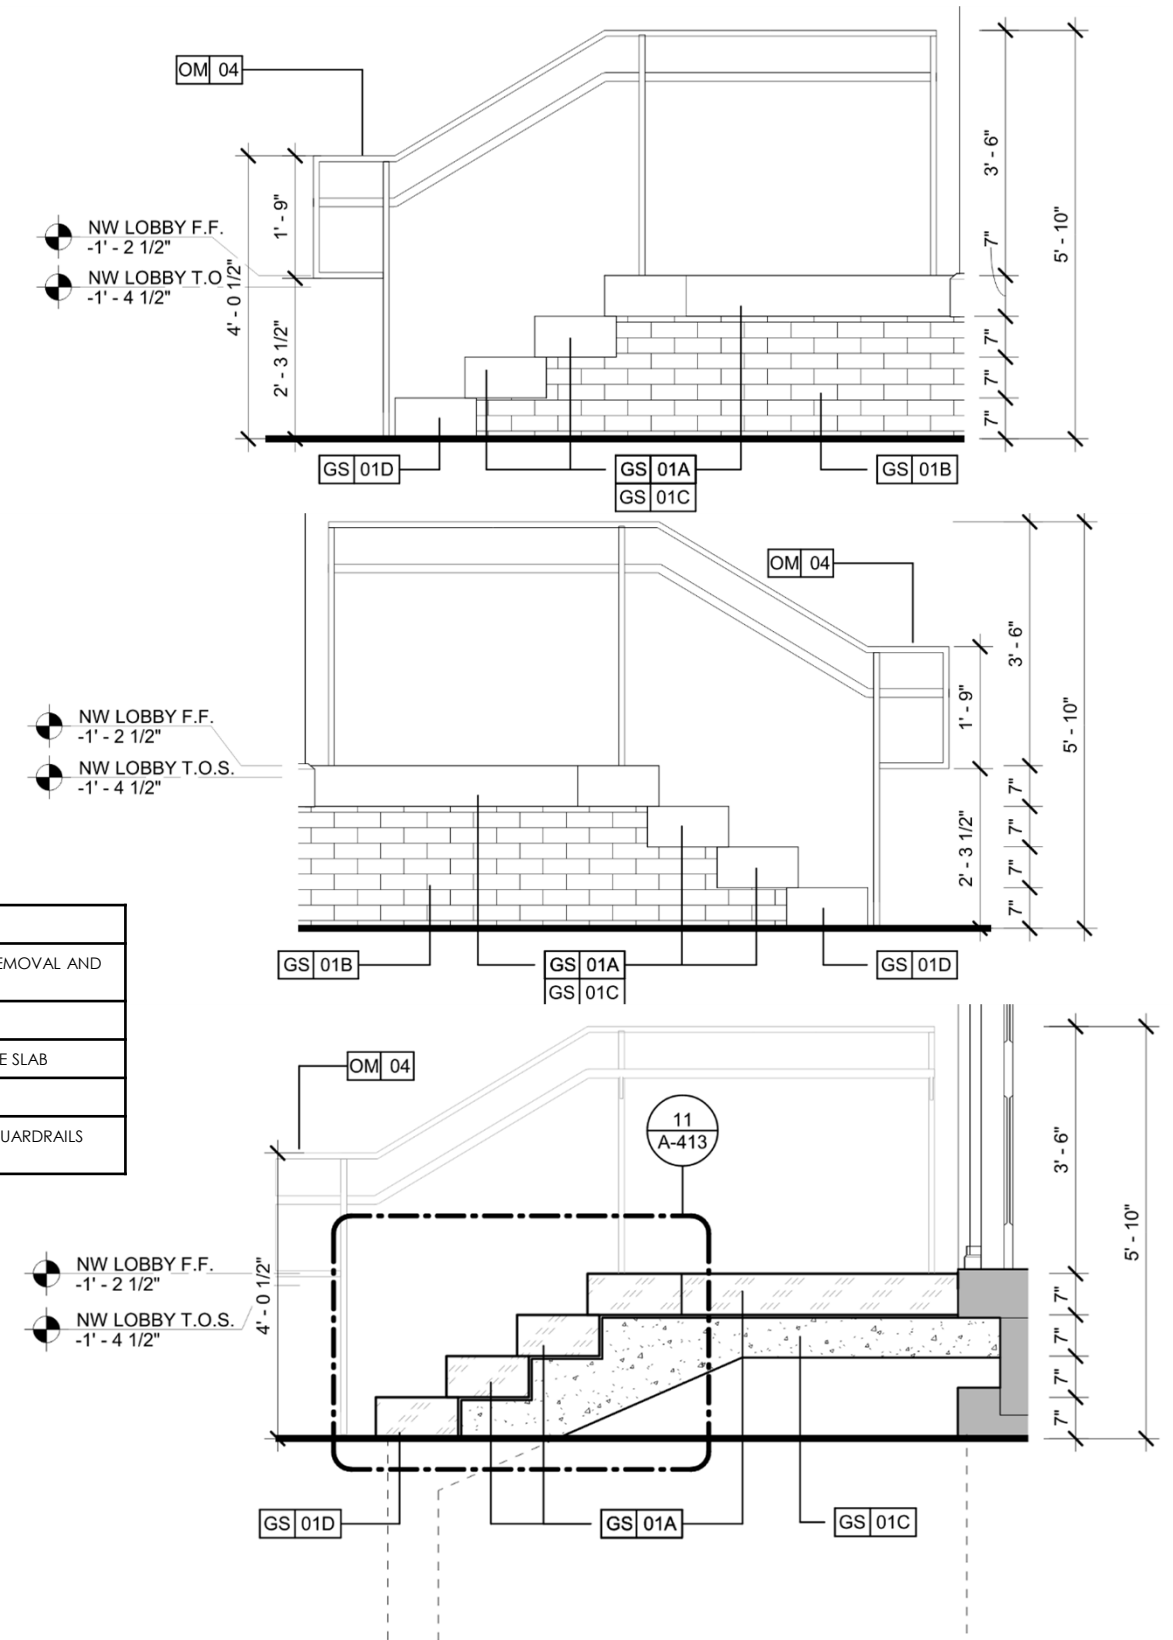 OM 04
3' - 6"
5' - 10"
1' - 9"
7"
NW LOBBY F.F.
-1' - 2 1/2"
NW LOBBY T.O
-1' - 4 1/2"
4' - 0 1/2"
2' - 3 1/2"
7"
7"
7"
GS 01D
GS 01A
GS 01C
GS 01B
OM 04
3' - 6"
1' - 9"
5' - 10"
NW LOBBY F.F.
-1' - 2 1/2"
NW LOBBY T.O.S.
-1' - 4 1/2"
7"
7"
2' - 3 1/2"
7"
7"
GS 01B
GS 01A
GS 01C
GS 01D
EMOVAL AND
E SLAB
UARDRAILS
OM 04
11
A-413
3' - 6"
5' - 10"
NW LOBBY F.F.
-1' - 2 1/2"
4' - 0 1/2"
NW LOBBY T.O.S.
-1' - 4 1/2"
7"
7"
7"
7"
GS 01D
GS 01A
GS 01C